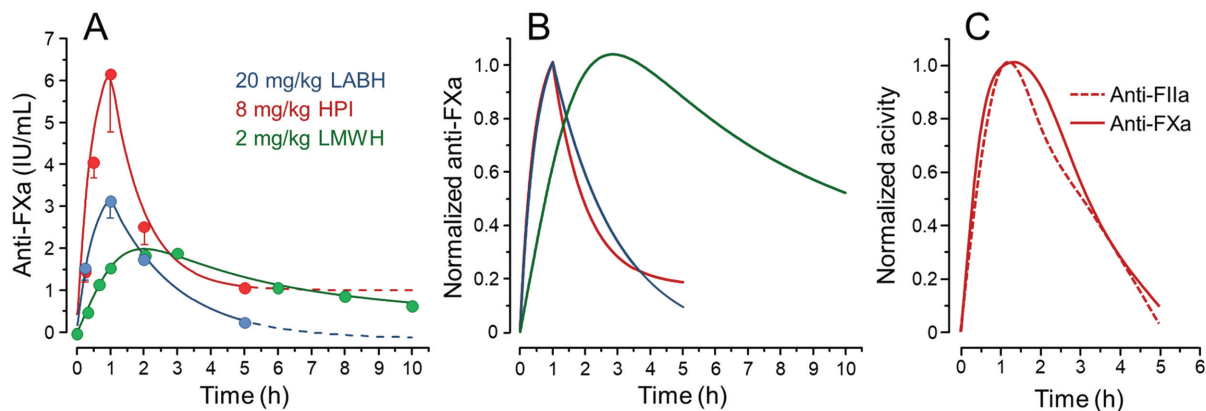 A
Anti-FXa (IU/mL)
7
6
5
4
3
2
1
0
20 mg/kg LABH
8 mg/kg HPI
2 mg/kg LMWH
0 1 2 3 4 5 6 7 8 9 10
Time (h)
B
Normalized anti-FXa
1.0
0.8
0.6
0.4
0.2
0
0 1 2 3 4 5 6 7 8 9 10
Time (h)
C
Normalized acivity
1.0
0.8
0.6
0.4
0.2
0
Anti-FIIa
Anti-FXa
0 1 2 3 4 5 6
Time (h)